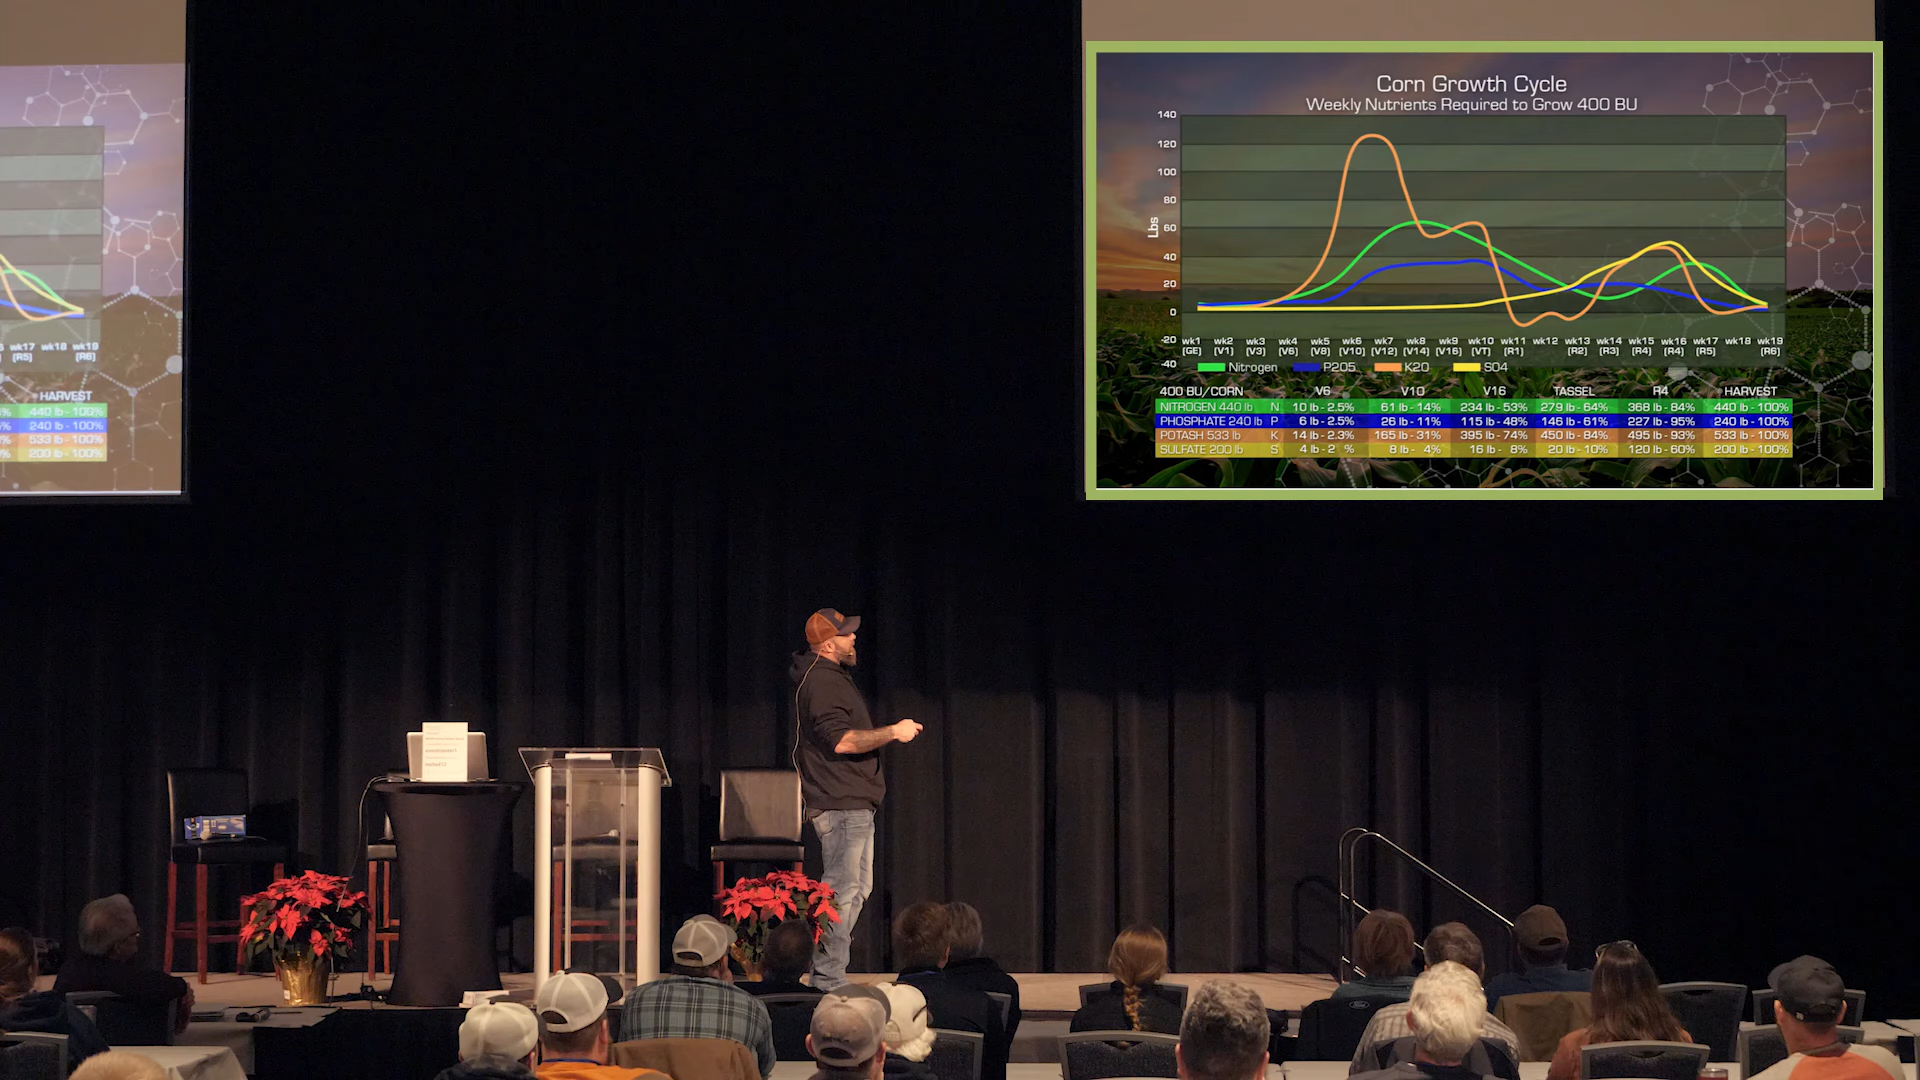 Corn Growth Cycle
Weekly Nutrients Required to Grow 400 BU
140
120
100
80
60
40
20
0
-20
-40
Lbs
wk1 wk2 wk3 wk4 wk5 wk6 wk7 wk8 wk9 wk10 wk11 wk12 wk13 wk14 wk15 wk16 wk17 wk18 wk19
(GE) (V1) (V3) (V6) (V8) (V10) (V12) (V14) (V16) (VT) (R1) (R2) (R3) (R4) (R4) (R5) (R6)
Nitrogen P205 K20 S04
400 BU/CORN V6 V10 V16 TASSEL R4 HARVEST
NITROGEN 440 lb N 10 lb - 2.5% 61 lb - 14% 234 lb - 53% 279 lb - 64% 368 lb - 84% 440 lb - 100%
PHOSPHATE 240 lb P 6 lb - 2.5% 26 lb - 11% 115 lb - 48% 146 lb - 61% 227 lb - 95% 240 lb - 100%
POTASH 533 lb K 14 lb - 2.3% 165 lb - 31% 395 lb - 74% 450 lb - 84% 495 lb - 93% 533 lb - 100%
SULFATE 200 lb S 4 lb - 2 % 8 lb - 4% 16 lb - 8% 20 lb - 10% 120 lb - 60% 200 lb - 100%
wk17 wk18 wk19
(R5) (R6)
HARVEST
% 440 lb - 100%
% 240 lb - 100%
% 533 lb - 100%
% 200 lb - 100%